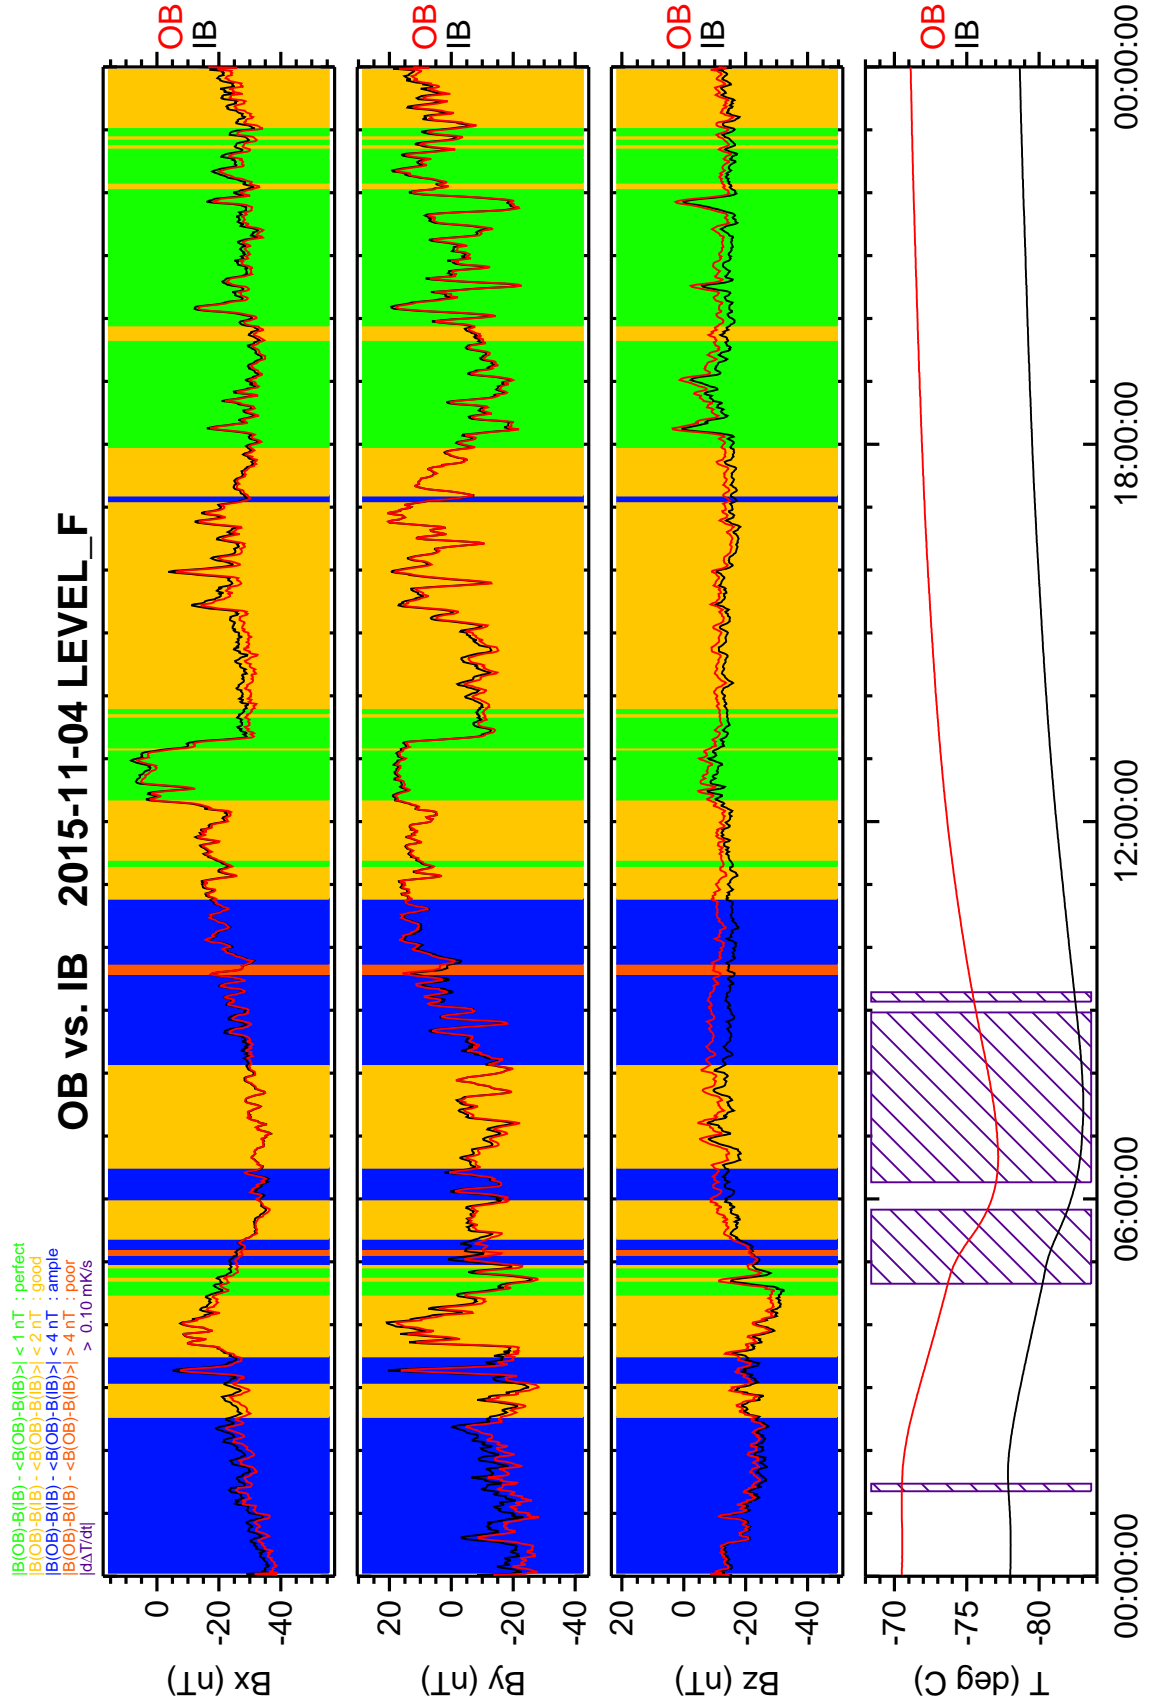 OB vs. IB    2015-11-04 LEVEL_F
|B(OB)-B(IB) - <B(OB)-B(IB)>| < 1 nT : perfect
|B(OB)-B(IB) - <B(OB)-B(IB)>| < 2 nT : good
|B(OB)-B(IB) - <B(OB)-B(IB)>| < 4 nT : ample
|B(OB)-B(IB) - <B(OB)-B(IB)>| > 4 nT : poor
|dΔT/dt| > 0.10 mK/s
Bx (nT)
0
-20
-40
OB
IB
By (nT)
20
0
-20
-40
OB
IB
Bz (nT)
20
0
-20
-40
OB
IB
T (deg C)
-70
-75
-80
OB
IB
00:00:00
06:00:00
12:00:00
18:00:00
00:00:00